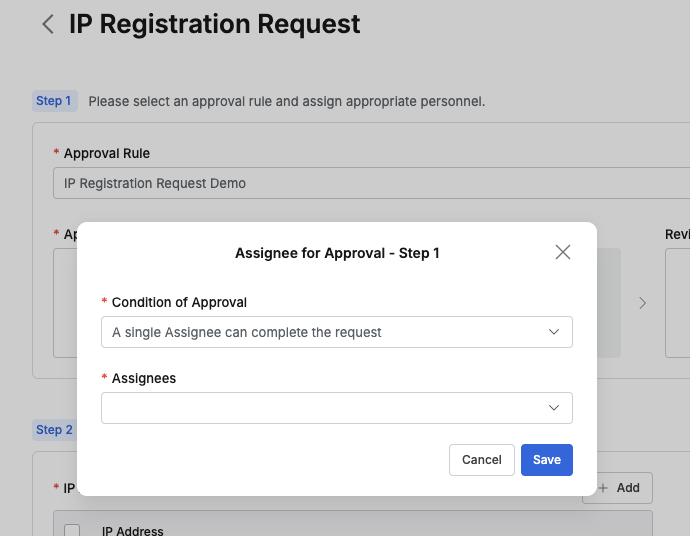 IP Registration Request
Step 1 Please select an approval rule and assign appropriate personnel.
* Approval Rule
IP Registration Request Demo
Assignee for Approval - Step 1
* Condition of Approval
A single Assignee can complete the request
* Assignees
Cancel Save
Step 2
* IP
+ Add
IP Address